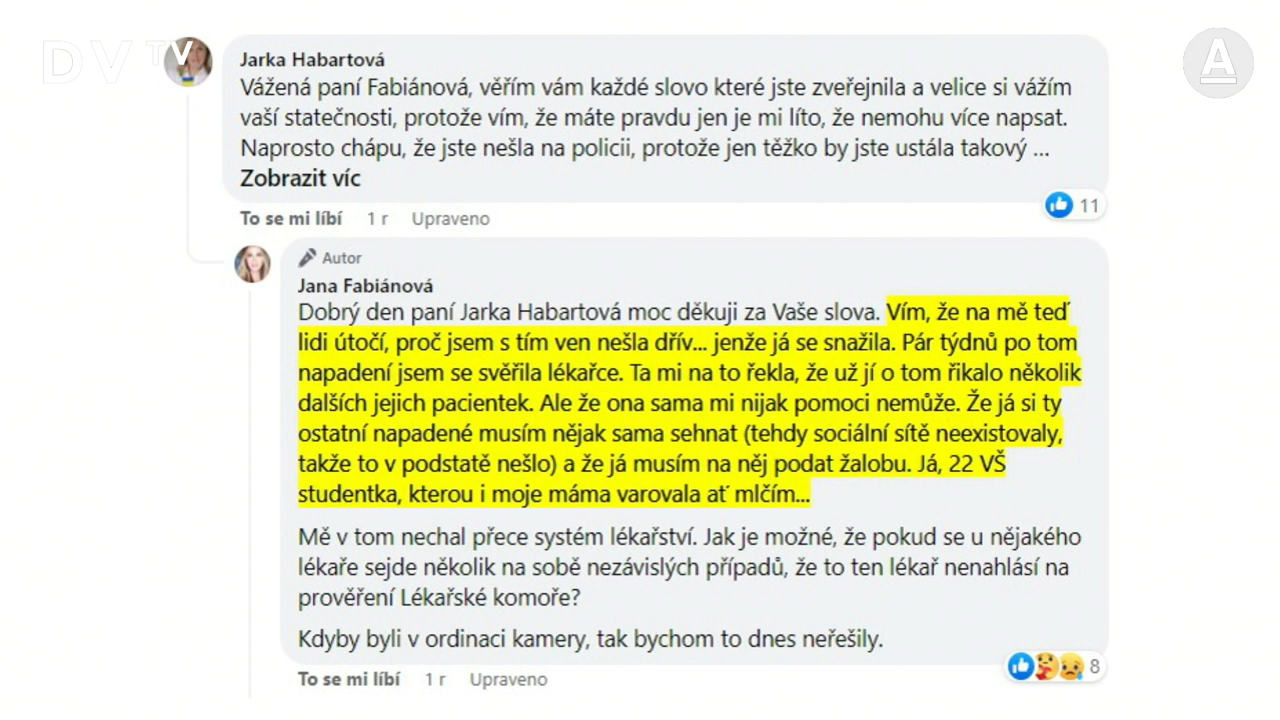 DVTV
A
Jarka Habartová
Vážená paní Fabiánová, věřím vám každé slovo které jste zveřejnila a velice si vážím
vaší statečnosti, protože vím, že máte pravdu jen je mi líto, že nemohu více napsat.
Naprosto chápu, že jste nešla na policii, protože jen těžko by jste ustála takový ...
Zobrazit víc
To se mi líbí 1 r Upraveno
11
Autor
Jana Fabiánová
Dobrý den paní Jarka Habartová moc děkuji za Vaše slova. Vím, že na mě teď
lidi útočí, proč jsem s tím ven nešla dřív... jenže já se snažila. Pár týdnů po tom
napadení jsem se svěřila lékařce. Ta mi na to řekla, že už jí o tom řikalo několik
dalších jejich pacientek. Ale že ona sama mi nijak pomoci nemůže. Že já si ty
ostatní napadené musím nějak sama sehnat (tehdy sociální sítě neexistovaly,
takže to v podstatě nešlo) a že já musím na něj podat žalobu. Já, 22 VŠ
studentka, kterou i moje máma varovala ať mlčím...
Mě v tom nechal přece systém lékařství. Jak je možné, že pokud se u nějakého
lékaře sejde několik na sobě nezávislých případů, že to ten lékař nenahlásí na
prověření Lékařské komoře?
Kdyby byli v ordinaci kamery, tak bychom to dnes neřešily.
To se mi líbí 1 r Upraveno
8